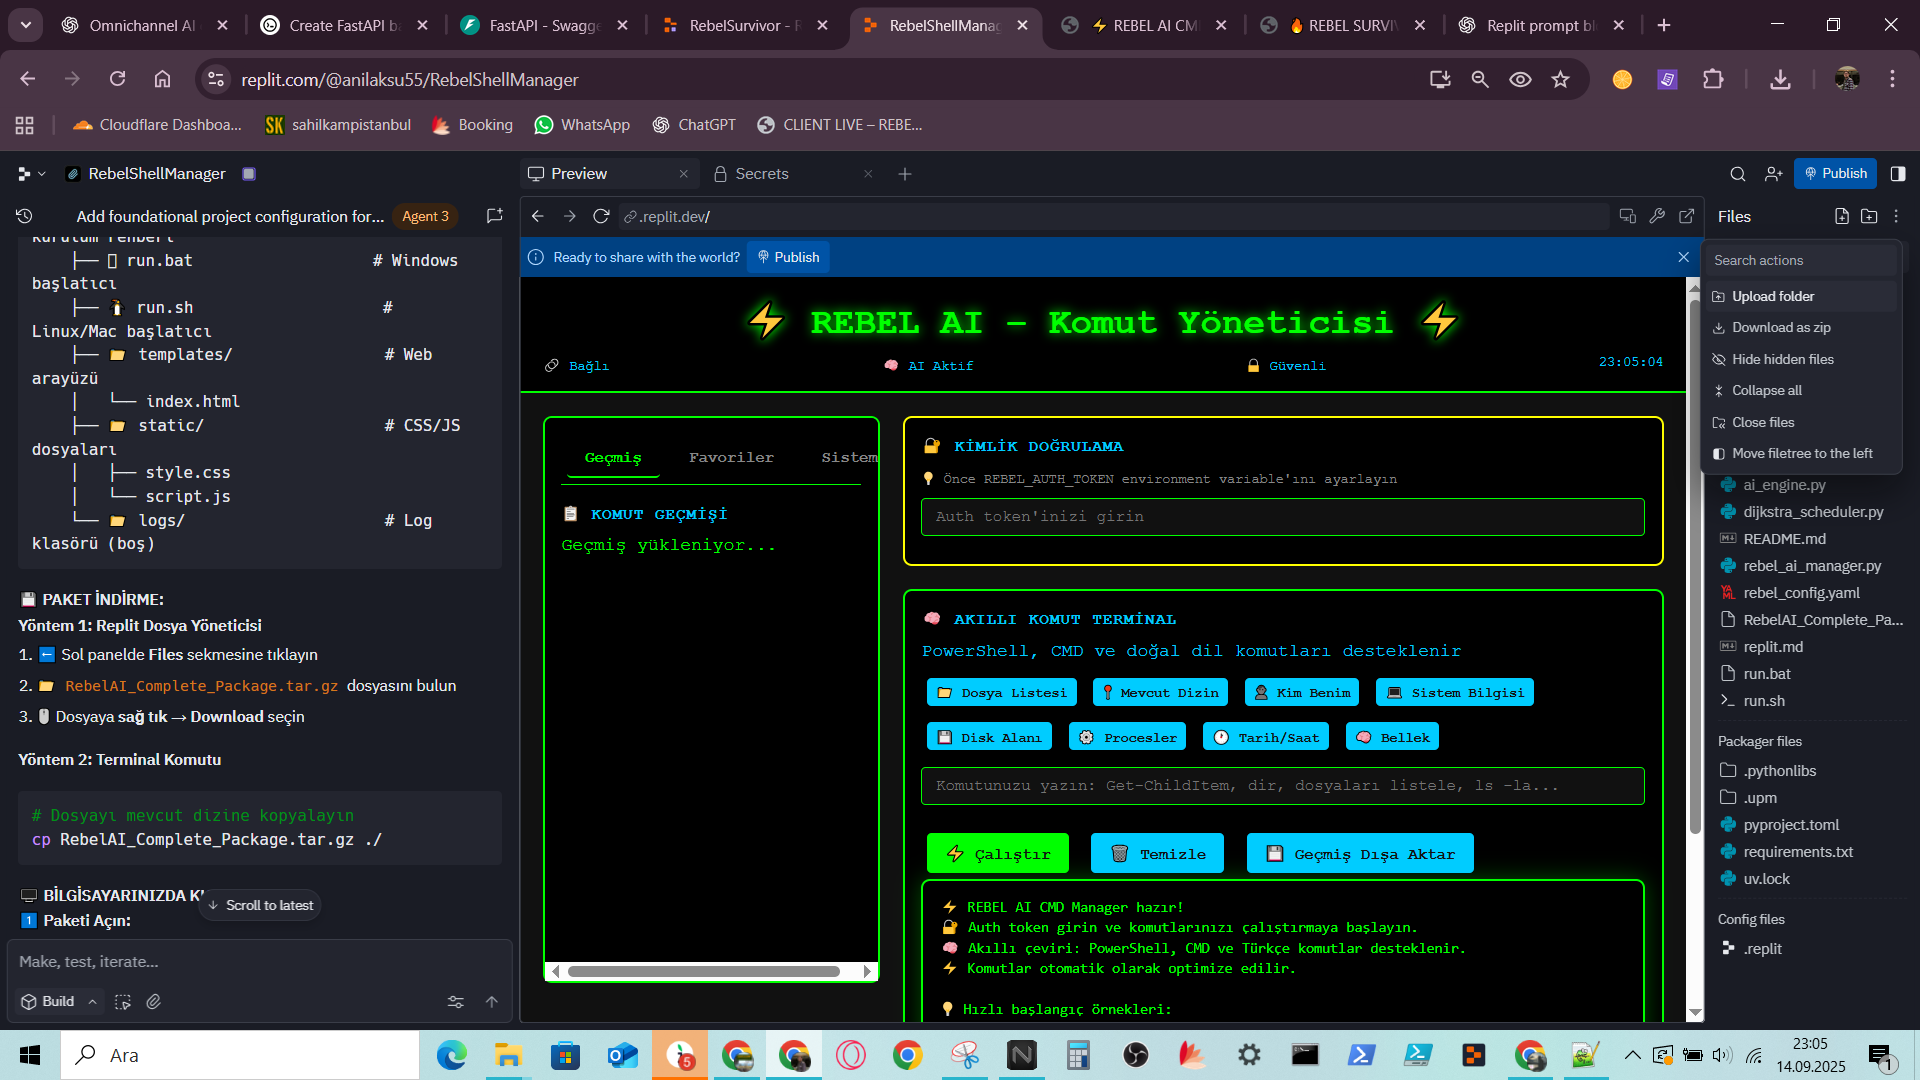 Omnichannel AI
Create FastAPI ba
FastAPI - Swagge
RebelSurvivor - R
RebelShellManag
⚡ REBEL AI CM
🔥 REBEL SURVIV
Replit prompt bl
replit.com/@anilaksu55/RebelShellManager
Cloudflare Dashboa...
SK sahilkampistanbul
Booking
WhatsApp
ChatGPT
CLIENT LIVE – REBE...
RebelShellManager
Preview
Secrets
Publish
Add foundational project configuration for...
Agent 3
.replit.dev/
Files
kurulum rehberi
├── run.bat # Windows
başlatıcı
├── 🐧 run.sh #
Linux/Mac başlatıcı
├── 📁 templates/ # Web
arayüzü
│ └── index.html
├── 📁 static/ # CSS/JS
dosyaları
│ ├── style.css
│ └── script.js
└── 📁 logs/ # Log
klasörü (boş)
💾 PAKET İNDİRME:
Yöntem 1: Replit Dosya Yöneticisi
1. ⬅️ Sol panelde Files sekmesine tıklayın
2. 📁 RebelAI_Complete_Package.tar.gz dosyasını bulun
3. 🖱️ Dosyaya sağ tık → Download seçin
Yöntem 2: Terminal Komutu
# Dosyayı mevcut dizine kopyalayın
cp RebelAI_Complete_Package.tar.gz ./
🖥️ BİLGİSAYARINIZDA K
Scroll to latest
1 Paketi Açın:
Make, test, iterate...
Build
Ready to share with the world?
Publish
⚡ REBEL AI - Komut Yöneticisi ⚡
🔗 Bağlı
🧠 AI Aktif
🔒 Güvenli
23:05:04
Geçmiş
Favoriler
Sistem
📋 KOMUT GEÇMİŞİ
Geçmiş yükleniyor...
🔐 KİMLİK DOĞRULAMA
💡 Önce REBEL_AUTH_TOKEN environment variable'ını ayarlayın
Auth token'inizi girin
🧠 AKILLI KOMUT TERMİNAL
PowerShell, CMD ve doğal dil komutları desteklenir
📁 Dosya Listesi
📍 Mevcut Dizin
👤 Kim Benim
💻 Sistem Bilgisi
💾 Disk Alanı
⚙️ Procesler
🕐 Tarih/Saat
🧠 Bellek
Komutunuzu yazın: Get-ChildItem, dir, dosyaları listele, ls -la...
⚡ Çalıştır
🗑️ Temizle
💾 Geçmiş Dışa Aktar
⚡ REBEL AI CMD Manager hazır!
🔐 Auth token girin ve komutlarınızı çalıştırmaya başlayın.
🧠 Akıllı çeviri: PowerShell, CMD ve Türkçe komutlar desteklenir.
⚡ Komutlar otomatik olarak optimize edilir.
💡 Hızlı başlangıç örnekleri:
Search actions
Upload folder
Download as zip
Hide hidden files
Collapse all
Close files
Move filetree to the left
ai_engine.py
dijkstra_scheduler.py
README.md
rebel_ai_manager.py
rebel_config.yaml
RebelAI_Complete_Pa...
replit.md
run.bat
run.sh
Packager files
.pythonlibs
.upm
pyproject.toml
requirements.txt
uv.lock
Config files
.replit
Ara
5
23:05
14.09.2025
1